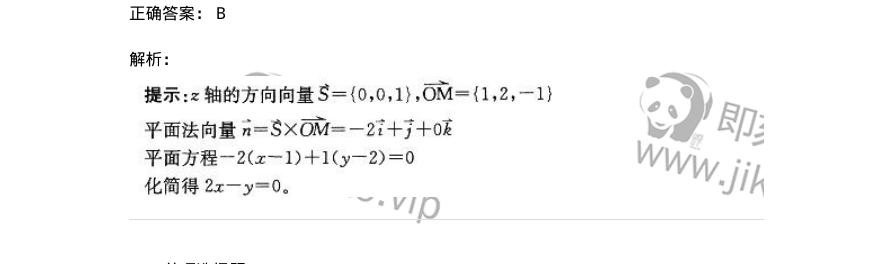 正确答案： B
解析：
提示:z 轴的方向向量 S⃗={0,0,1},OM⃗={1,2,-1}
平面法向量 n⃗=S⃗×OM⃗=-2i⃗+j⃗+0k⃗
平面方程-2(x-1)+1(y-2)=0
化简得 2x-y=0。
www.jik
.vip